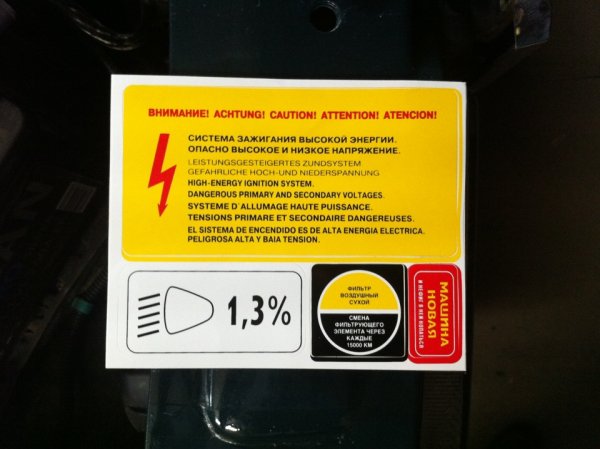 ВНИМАНИЕ! ACHTUNG! CAUTION! ATTENTION! ATENCION!
СИСТЕМА ЗАЖИГАНИЯ ВЫСОКОЙ ЭНЕРГИИ.
ОПАСНО ВЫСОКОЕ И НИЗКОЕ НАПРЯЖЕНИЕ.
LEISTUNGSGESTEIGERTES ZUNDSYSTEM
GEFAHRLICHE HOCH-UND NIEDERSPANNUNG
HIGH-ENERGY IGNITION SYSTEM.
DANGEROUS PRIMARY AND SECONDARY VOLTAGES.
SYSTEME D`ALLUMAGE HAUTE PUISSANCE.
TENSIONS PRIMARE ET SECONDAIRE DANGEREUSES.
EL SISTEMA DE ENCENDIDO ES DE ALTA ENERGIA ELECTRICA.
PELIGROSA ALTA Y BAIA TENSION.
1,3%
ФИЛЬТР
ВОЗДУШНЫЙ
СУХОЙ
СМЕНА
ФИЛЬТРУЮЩЕГО
ЭЛЕМЕНТА ЧЕРЕЗ
КАЖДЫЕ
15000 КМ
МАШИНА
НОВАЯ
И НЕФИГ В НЕЙ КОПАТЬСЯ